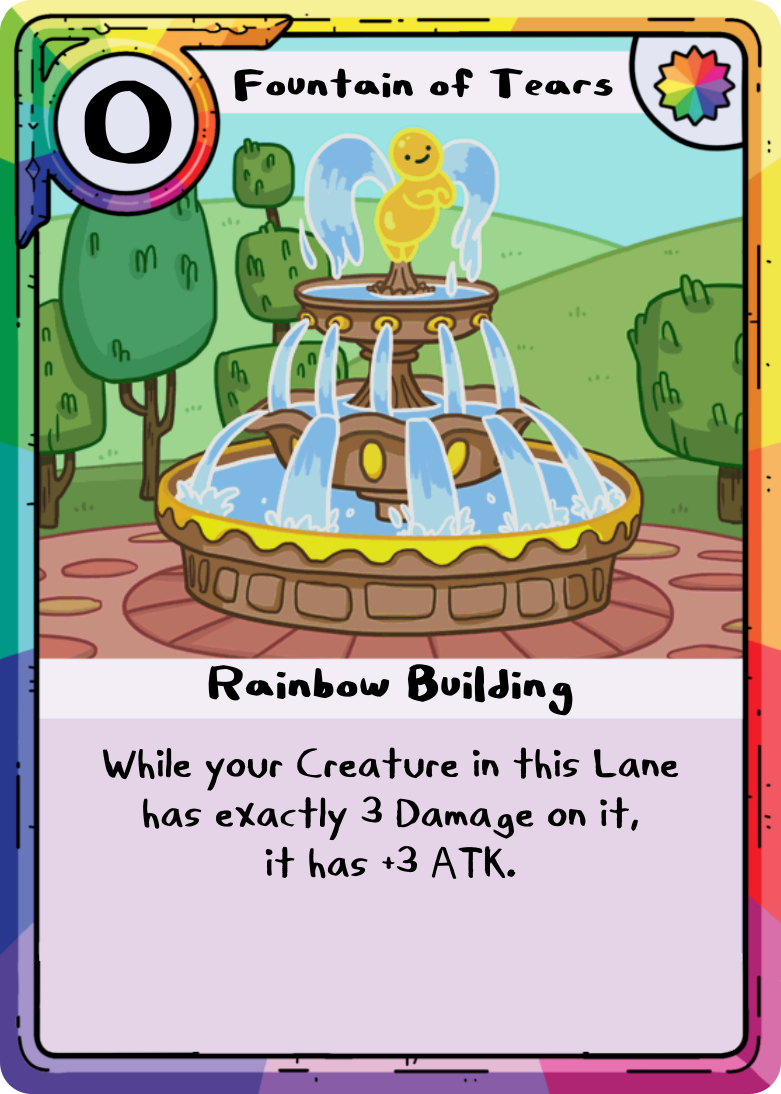 0
Fountain of Tears
Rainbow Building
While your Creature in this Lane
has exactly 3 Damage on it,
it has +3 ATK.